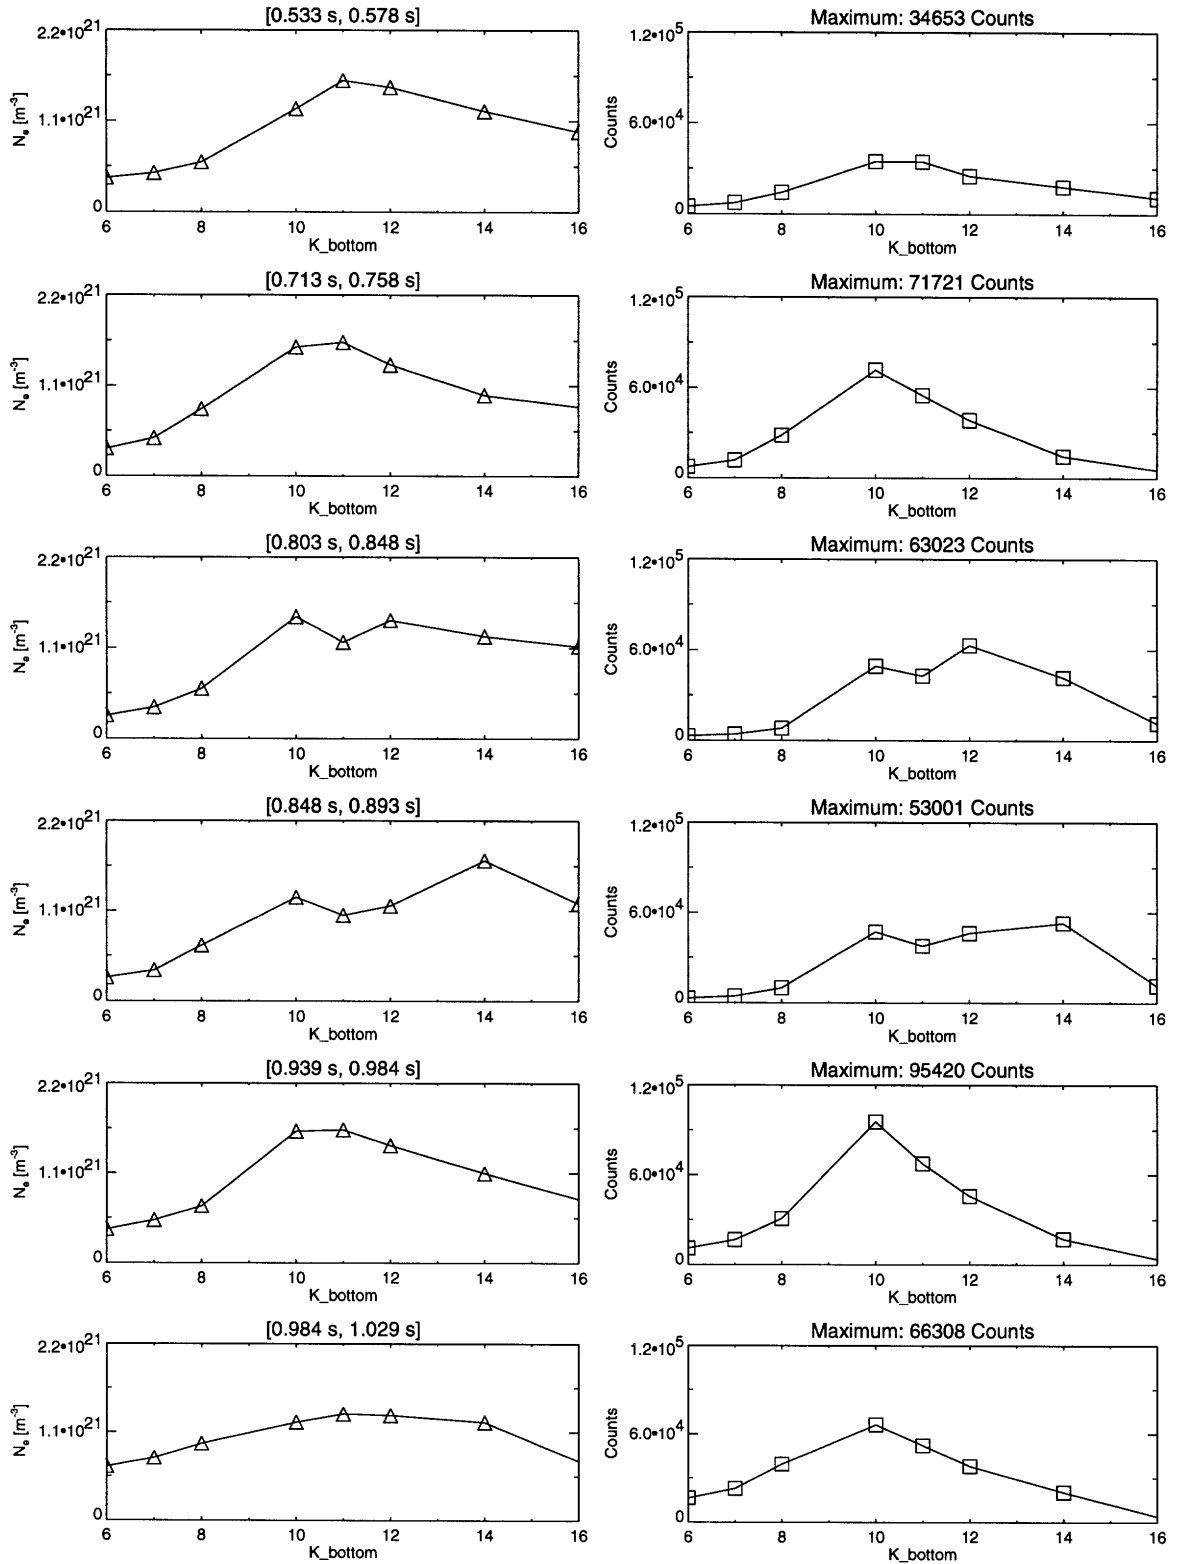 [0.533 s, 0.578 s]
Maximum: 34653 Counts
2.2•10^21
1.1•10^21
0
Nₑ [m⁻³]
6 8 10 12 14 16
K_bottom
1.2•10^5
6.0•10^4
0
Counts
6 8 10 12 14 16
K_bottom
[0.713 s, 0.758 s]
Maximum: 71721 Counts
2.2•10^21
1.1•10^21
0
Nₑ [m⁻³]
6 8 10 12 14 16
K_bottom
1.2•10^5
6.0•10^4
0
Counts
6 8 10 12 14 16
K_bottom
[0.803 s, 0.848 s]
Maximum: 63023 Counts
2.2•10^21
1.1•10^21
0
Nₑ [m⁻³]
6 8 10 12 14 16
K_bottom
1.2•10^5
6.0•10^4
0
Counts
6 8 10 12 14 16
K_bottom
[0.848 s, 0.893 s]
Maximum: 53001 Counts
2.2•10^21
1.1•10^21
0
Nₑ [m⁻³]
6 8 10 12 14 16
K_bottom
1.2•10^5
6.0•10^4
0
Counts
6 8 10 12 14 16
K_bottom
[0.939 s, 0.984 s]
Maximum: 95420 Counts
2.2•10^21
1.1•10^21
0
Nₑ [m⁻³]
6 8 10 12 14 16
K_bottom
1.2•10^5
6.0•10^4
0
Counts
6 8 10 12 14 16
K_bottom
[0.984 s, 1.029 s]
Maximum: 66308 Counts
2.2•10^21
1.1•10^21
0
Nₑ [m⁻³]
6 8 10 12 14 16
K_bottom
1.2•10^5
6.0•10^4
0
Counts
6 8 10 12 14 16
K_bottom